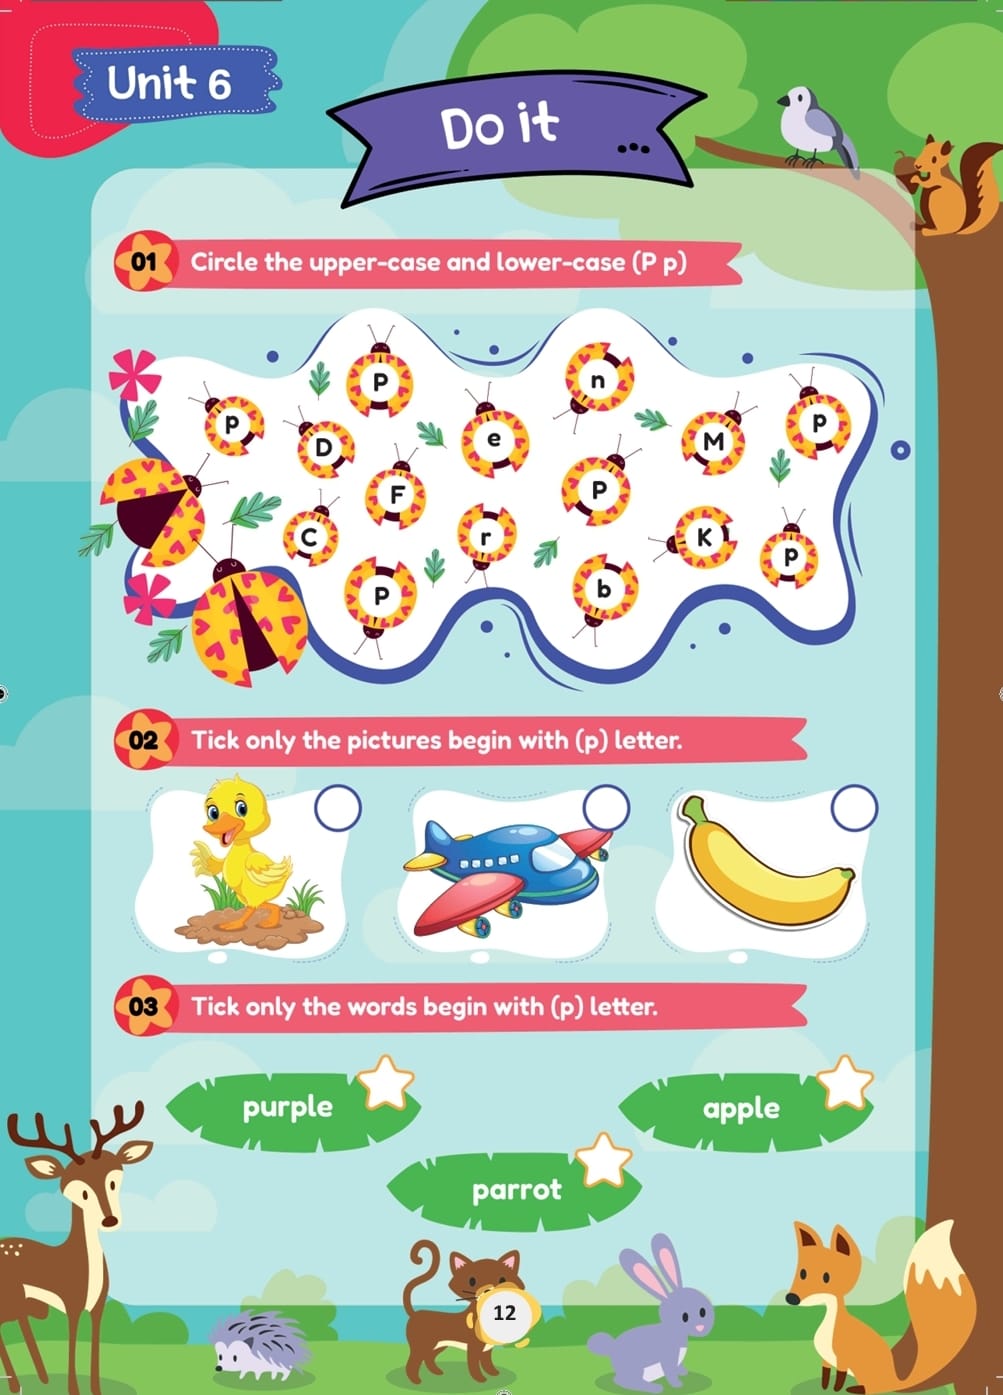 Unit 6
Do it ...
01 Circle the upper-case and lower-case (P p)
P n
p D e M p
F P
C r K p
P b
02 Tick only the pictures begin with (p) letter.
03 Tick only the words begin with (p) letter.
purple apple
parrot
12